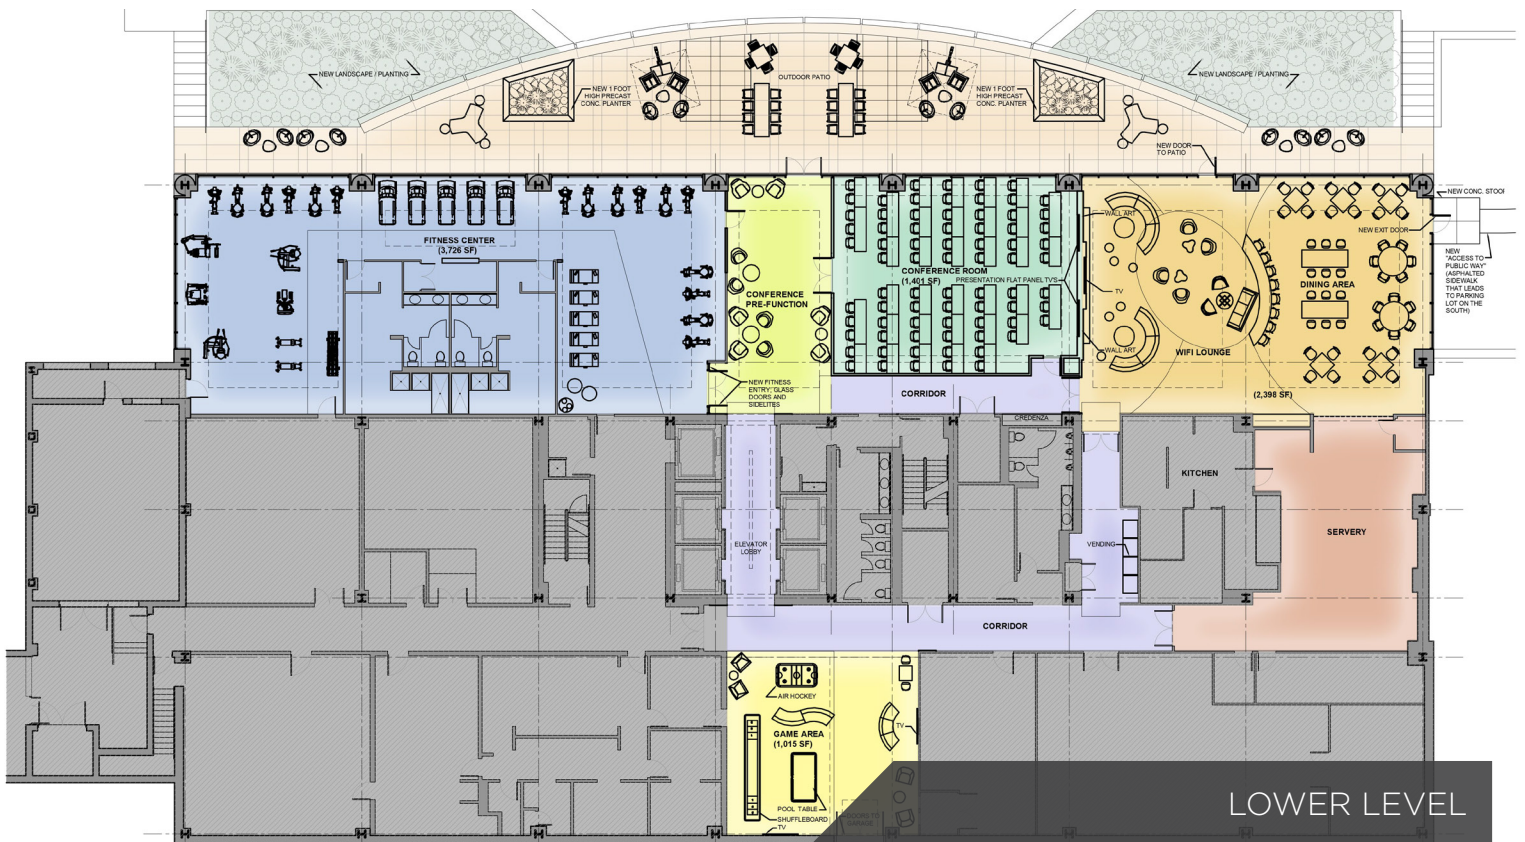 NEW LANDSCAPE / PLANTING
NEW 1 FOOT
HIGH PRECAST
CONC. PLANTER
OUTDOOR PATIO
NEW 1 FOOT
HIGH PRECAST
CONC. PLANTER
NEW LANDSCAPE / PLANTING
NEW DOOR
TO PATIO
NEW CONC. STOOP
NEW EXIT DOOR
NEW
"ACCESS TO
PUBLIC WAY"
(ASPHALTED
SIDEWALK
THAT LEADS
TO PARKING
LOT ON THE
SOUTH)
FITNESS CENTER
(3,726 SF)
CONFERENCE
PRE-FUNCTION
CONFERENCE ROOM
(1,401 SF)
PRESENTATION FLAT PANEL TV'S
WALL ART
TV
WALL ART
WIFI LOUNGE
DINING AREA
(2,398 SF)
NEW FITNESS
ENTRY, GLASS
DOORS AND
SIDELITES
CORRIDOR
CREDENZA
KITCHEN
SERVERY
ELEVATOR
LOBBY
VENDING
CORRIDOR
AIR HOCKEY
GAME AREA
(1,015 SF)
TV
POOL TABLE
SHUFFLEBOARD
TV
DOORS TO
GARAGE
LOWER LEVEL